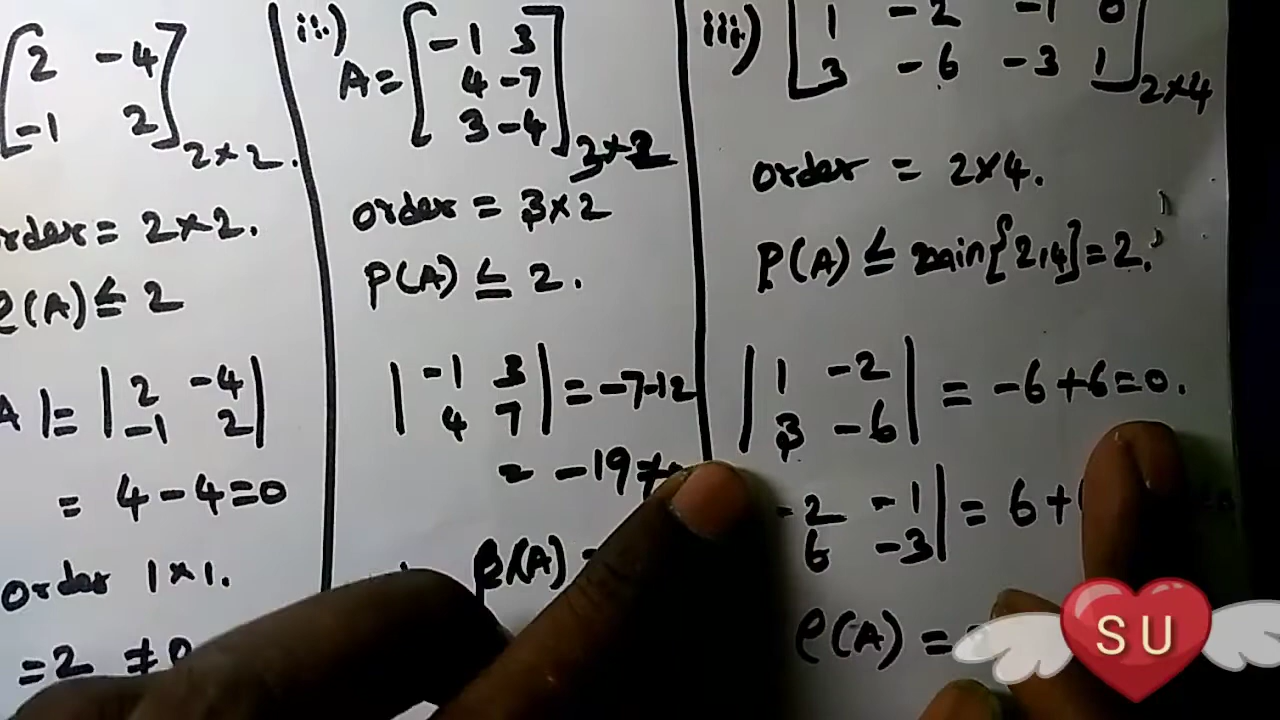 2 -4
-1 2 2×2.
order = 2×2.
ρ(A) ≤ 2
|A| = | 2 -4 |
| -1 2 |
= 4 - 4 = 0
order 1×1.
= 2 ≠ 0
ii)
A = [ -1 3
4 -7
3 -4 ] 3×2
order = 3×2
ρ(A) ≤ 2.
| -1 3 | = -7-12
| 4 7 |
= -19 ≠
ρ(A)
iii) [ 1 -2 -1 0
3 -6 -3 1 ] 2×4
order = 2×4.
ρ(A) ≤ min{2,4} = 2.
| 1 -2 | = -6+6=0.
| 3 -6 |
-2 -1 | = 6+
6 -3 |
ρ(A) =
SU